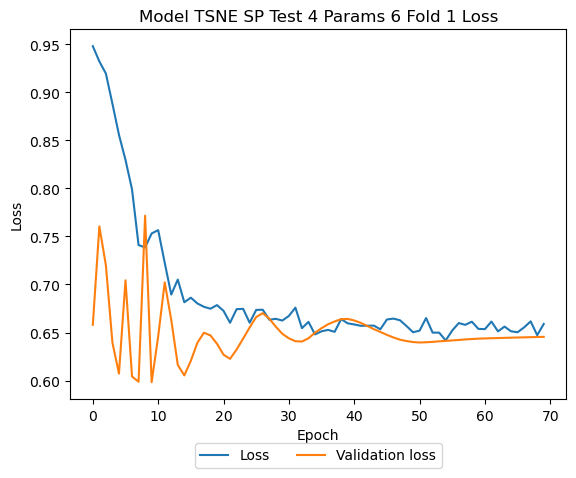 Model TSNE SP Test 4 Params 6 Fold 1 Loss
0.95
0.90
0.85
0.80
0.75
0.70
0.65
0.60
Loss
0 10 20 30 40 50 60 70
Epoch
Loss Validation loss